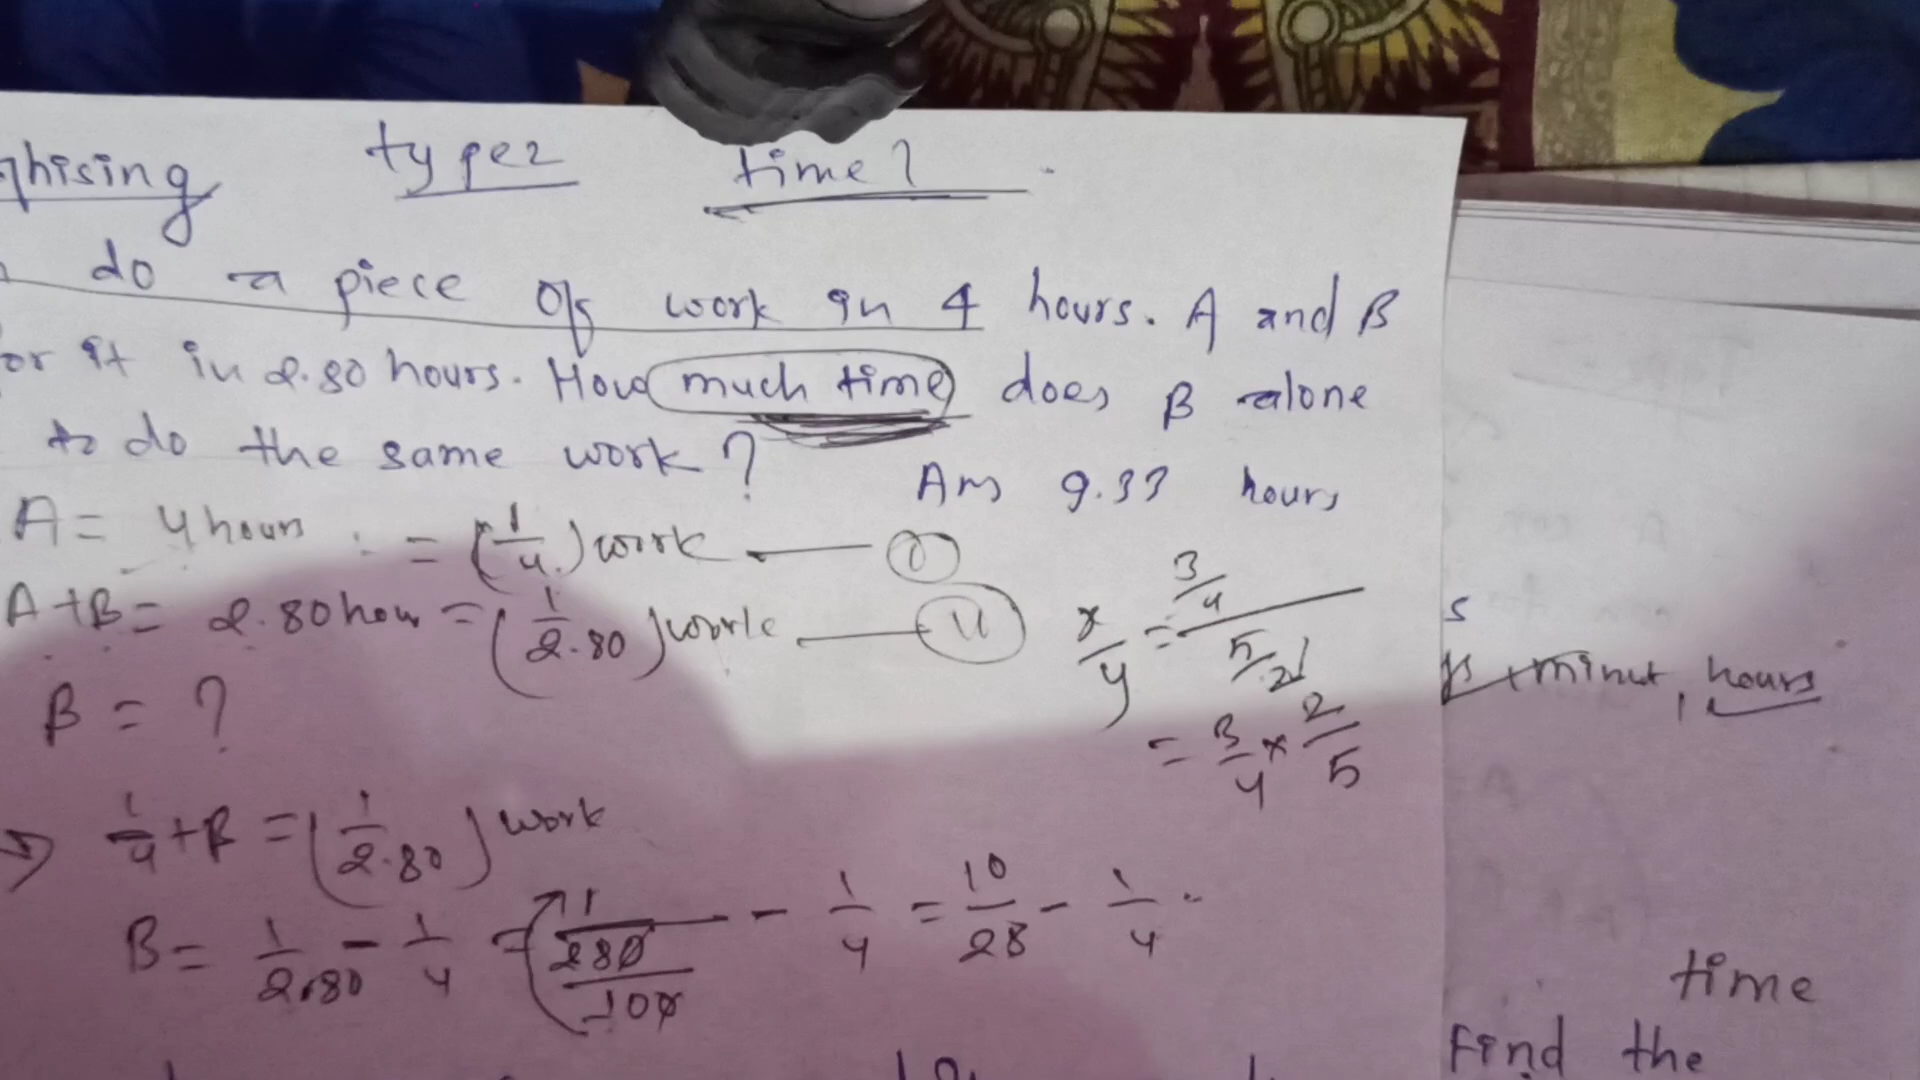 type2 time?
do a piece of work in 4 hours. A and B
or it in 2.80 hours. How much time does B alone
to do the same work?
Ans 9.33 hours
A = 4 hours = (1/4) work — (I)
A+B = 2.80 hour = (1/2.80) work — (II)
B = ?
x/y = 3/4 / 5/2
= 3/4 × 2/5
→ 1/4 + B = (1/2.80) work
B = 1/2.80 - 1/4 = (1/280/100 - 1/4 = 10/28 - 1/4
s
minut, hours
time
Find the